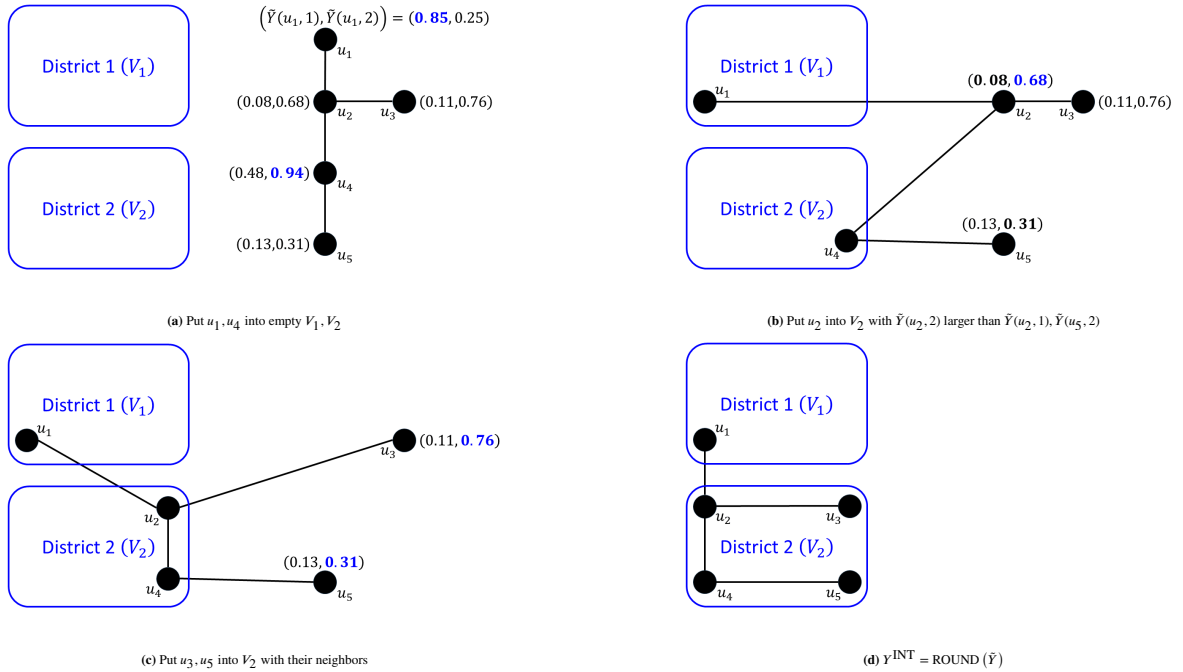 (Ỹ(u₁, 1), Ỹ(u₁, 2)) = (0.85, 0.25)
District 1 (V₁)
u₁
(0.08,0.68)
u₂
u₃
(0.11,0.76)
(0.48,0.94)
u₄
District 2 (V₂)
(0.13,0.31)
u₅
(a) Put u₁, u₄ into empty V₁, V₂
District 1 (V₁)
u₁
(0.08,0.68)
u₂
u₃
(0.11,0.76)
District 2 (V₂)
u₄
(0.13,0.31)
u₅
(b) Put u₂ into V₂ with Ỹ(u₂, 2) larger than Ỹ(u₂, 1), Ỹ(u₅, 2)
District 1 (V₁)
u₁
u₃
(0.11,0.76)
u₂
District 2 (V₂)
u₄
(0.13,0.31)
u₅
(c) Put u₃, u₅ into V₂ with their neighbors
District 1 (V₁)
u₁
u₂
u₃
District 2 (V₂)
u₄
u₅
(d) Yᴵᴺᵀ = ROUND (Ỹ)